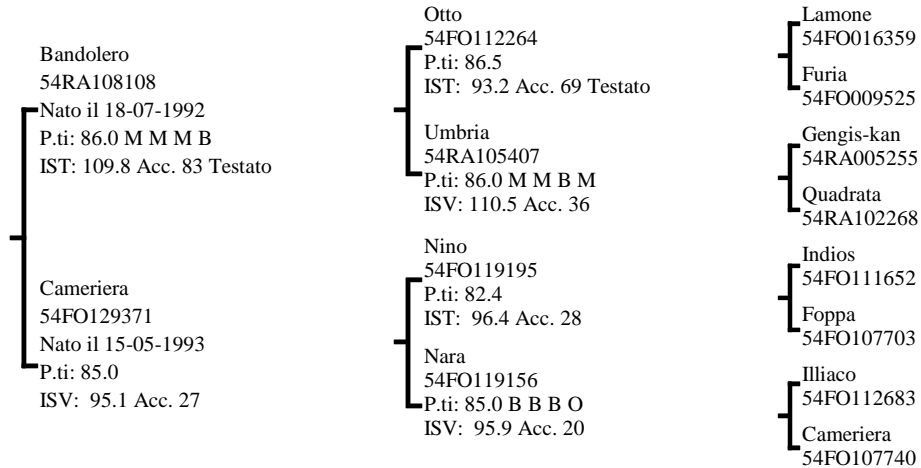 Bandolero
54RA108108
Nato il 18-07-1992
P.ti: 86.0 M M M B
IST: 109.8 Acc. 83 Testato
Cameriera
54FO129371
Nato il 15-05-1993
P.ti: 85.0
ISV: 95.1 Acc. 27
Otto
54FO112264
P.ti: 86.5
IST: 93.2 Acc. 69 Testato
Umbria
54RA105407
P.ti: 86.0 M M B M
ISV: 110.5 Acc. 36
Nino
54FO119195
P.ti: 82.4
IST: 96.4 Acc. 28
Nara
54FO119156
P.ti: 85.0 B B B O
ISV: 95.9 Acc. 20
Lamone
54FO016359
Furia
54FO009525
Gengis-kan
54RA005255
Quadrata
54RA102268
Indios
54FO111652
Foppa
54FO107703
Illiaco
54FO112683
Cameriera
54FO107740